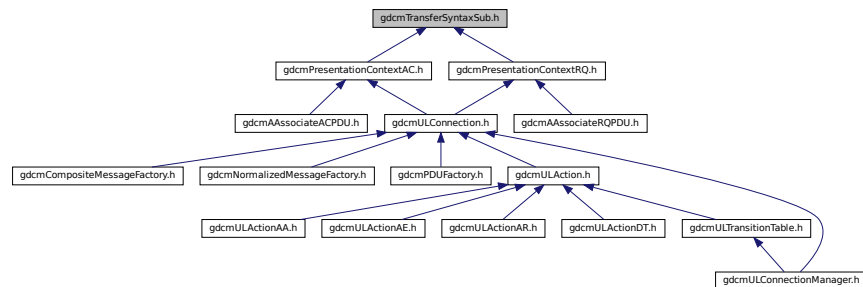 gdcmTransferSyntaxSub.h
gdcmPresentationContextAC.h
gdcmPresentationContextRQ.h
gdcmAAssociateACPDU.h
gdcmULConnection.h
gdcmAAssociateRQPDU.h
gdcmCompositeMessageFactory.h
gdcmNormalizedMessageFactory.h
gdcmPDUFactory.h
gdcmULAction.h
gdcmULActionAA.h
gdcmULActionAE.h
gdcmULActionAR.h
gdcmULActionDT.h
gdcmULTransitionTable.h
gdcmULConnectionManager.h